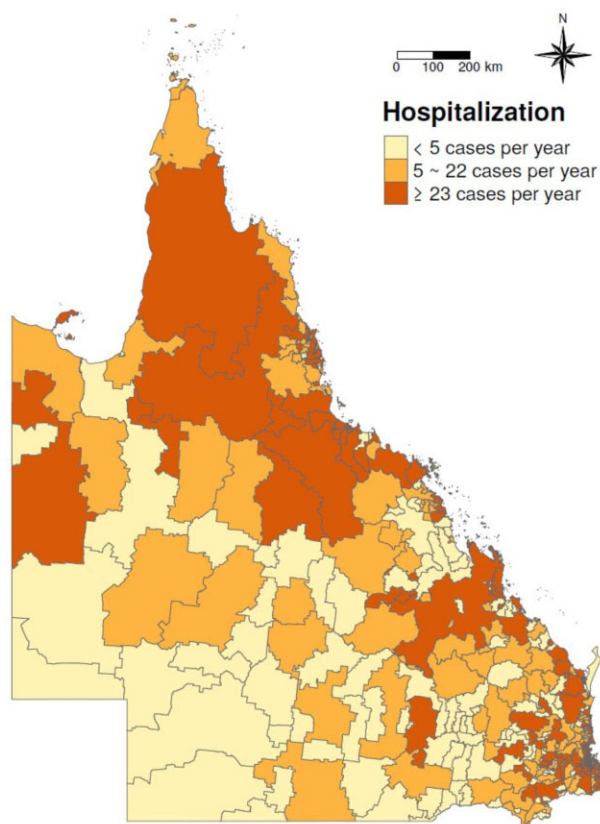 N
0 100 200 km
Hospitalization
< 5 cases per year
5 ~ 22 cases per year
≥ 23 cases per year